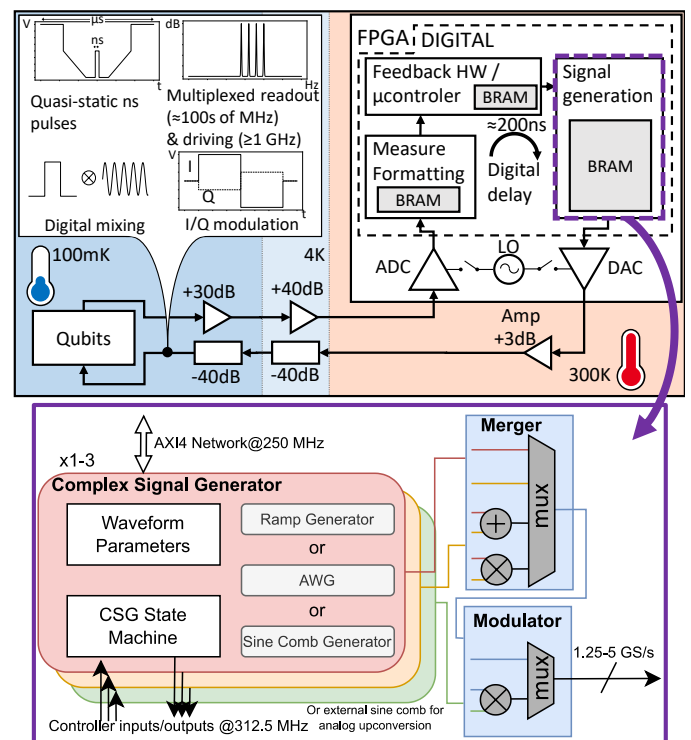 V
µs
ns
t
dB
Hz
Quasi-static ns
pulses
Multiplexed readout
(≈100s of MHz)
& driving (≥1 GHz)
V
I
Q
t
Digital mixing
I/Q modulation
FPGA
DIGITAL
Feedback HW /
µcontroler
BRAM
Signal
generation
BRAM
≈200ns
Digital
delay
Measure
Formatting
BRAM
ADC
LO
DAC
100mK
4K
+30dB
+40dB
Amp
+3dB
Qubits
-40dB
-40dB
300K
AXI4 Network@250 MHz
x1-3
Complex Signal Generator
Waveform
Parameters
Ramp Generator
or
AWG
or
Sine Comb Generator
CSG State
Machine
Merger
mux
Modulator
mux
1.25-5 GS/s
Or external sine comb for
analog upconversion
Controller inputs/outputs @312.5 MHz